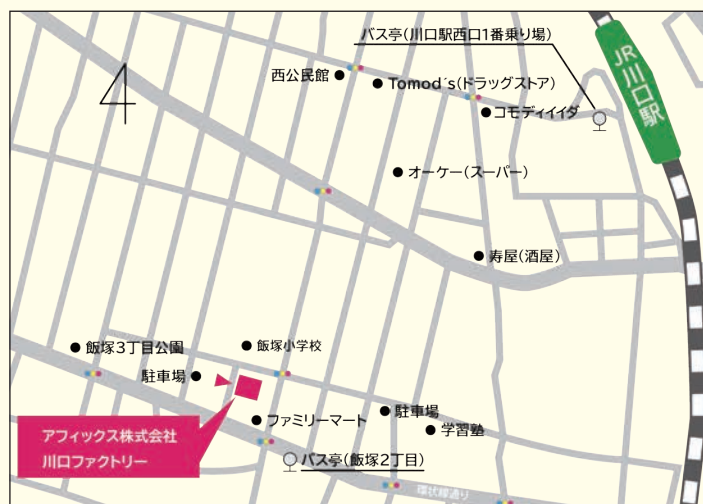 バス亭(川口駅西口1番乗り場)
JR川口駅
西公民館
Tomod´s(ドラッグストア)
コモディイイダ
オーケー(スーパー)
寿屋(酒屋)
飯塚3丁目公園
飯塚小学校
駐車場
ファミリーマート
駐車場
学習塾
アフィックス株式会社
川口ファクトリー
バス亭(飯塚2丁目)
環状線通り